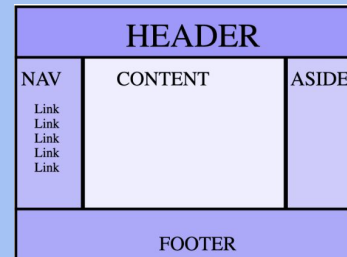 HEADER
NAV
Link
Link
Link
Link
Link
CONTENT
ASIDE
FOOTER